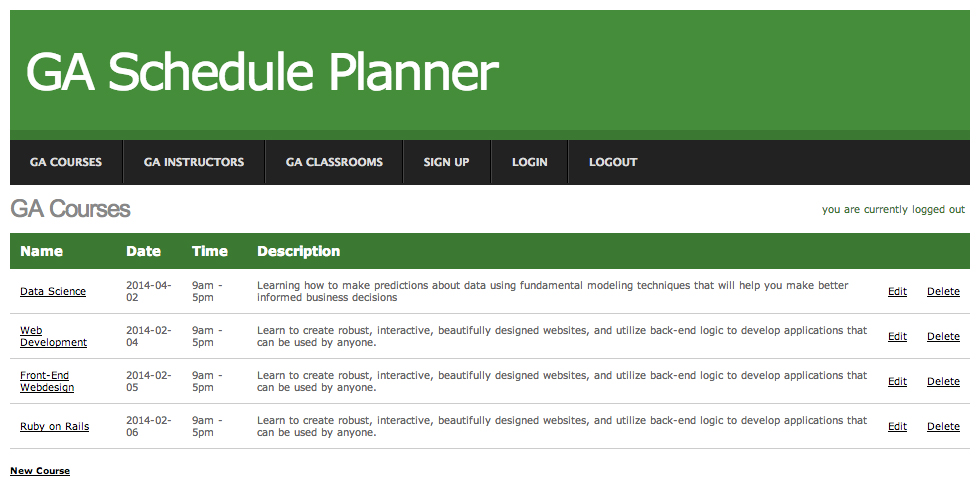 GA Schedule Planner
GA COURSES GA INSTRUCTORS GA CLASSROOMS SIGN UP LOGIN LOGOUT
GA Courses
you are currently logged out
Name Date Time Description
Data Science 2014-04-02 9am - 5pm Learning how to make predictions about data using fundamental modeling techniques that will help you make better informed business decisions Edit Delete
Web Development 2014-02-04 9am - 5pm Learn to create robust, interactive, beautifully designed websites, and utilize back-end logic to develop applications that can be used by anyone. Edit Delete
Front-End Webdesign 2014-02-05 9am - 5pm Learn to create robust, interactive, beautifully designed websites, and utilize back-end logic to develop applications that can be used by anyone. Edit Delete
Ruby on Rails 2014-02-06 9am - 5pm Learn to create robust, interactive, beautifully designed websites, and utilize back-end logic to develop applications that can be used by anyone. Edit Delete
New Course